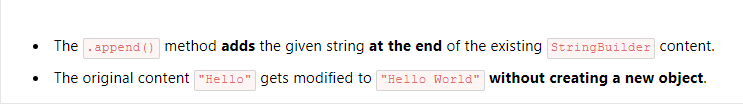 • The .append() method adds the given string at the end of the existing StringBuilder content.
• The original content "Hello" gets modified to "Hello World" without creating a new object.